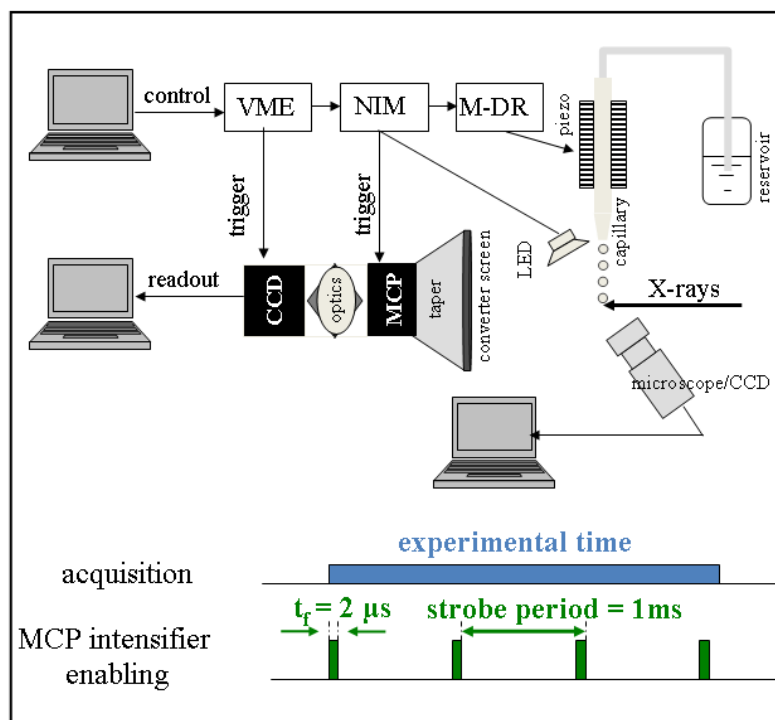 control
VME
NIM
M-DR
piezo
reservoir
trigger
trigger
capillary
LED
readout
CCD
optics
MCP
taper
converter screen
X-rays
microscope/CCD
experimental time
acquisition
tf = 2 µs
strobe period = 1ms
MCP intensifier
enabling